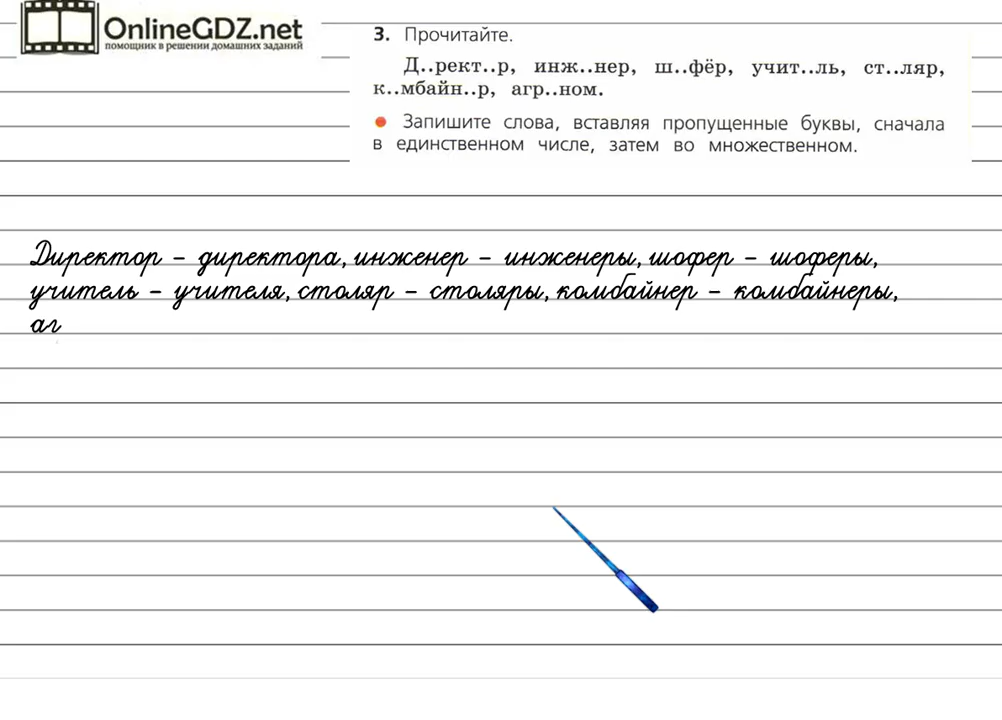 OnlineGDZ.net
помощник в решении домашних заданий
3. Прочитайте.
Д..рект..р, инж..нер, ш..фёр, учит..ль, ст..ляр,
к..мбайн..р, агр..ном.
Запишите слова, вставляя пропущенные буквы, сначала
в единственном числе, затем во множественном.
Директор – директора, инженер – инженеры, шофер – шоферы,
учитель – учителя, столяр – столяры, комбайнер – комбайнеры,
аг